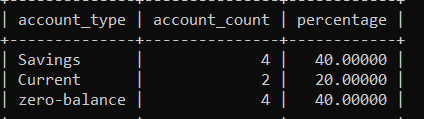 | account_type | account_count | percentage |
| Savings | 4 | 40.00000 |
| Current | 2 | 20.00000 |
| zero-balance | 4 | 40.00000 |